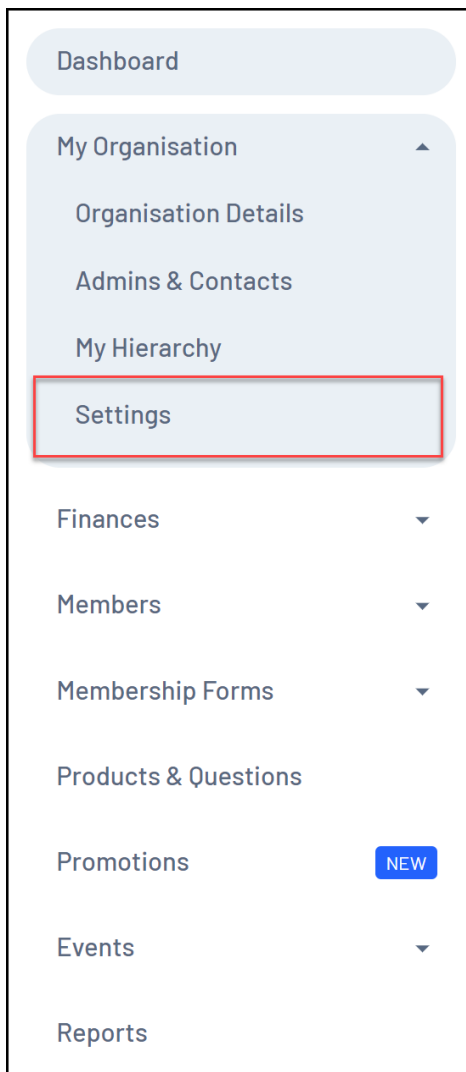 Dashboard
My Organisation
Organisation Details
Admins & Contacts
My Hierarchy
Settings
Finances
Members
Membership Forms
Products & Questions
Promotions NEW
Events
Reports